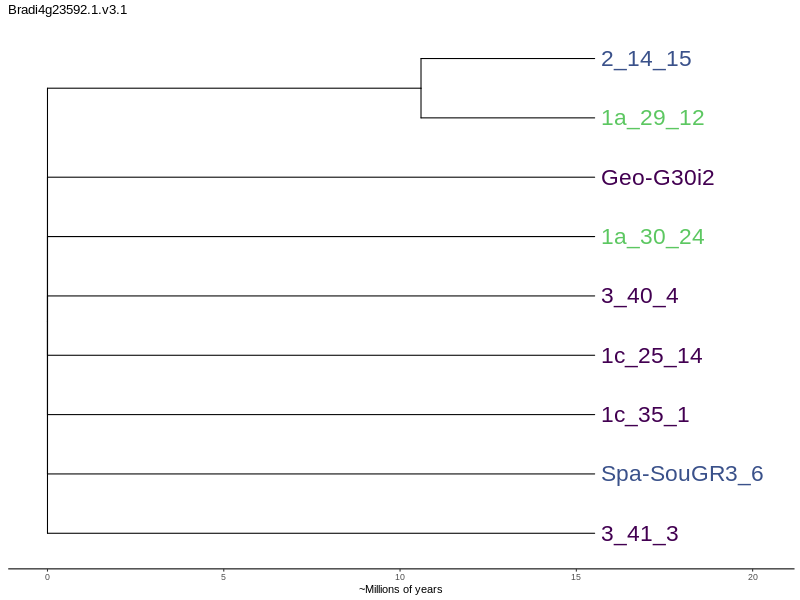 Bradi4g23592.1.v3.1
2_14_15
1a_29_12
Geo-G30i2
1a_30_24
3_40_4
1c_25_14
1c_35_1
Spa-SouGR3_6
3_41_3
0 5 10 15 20
~Millions of years